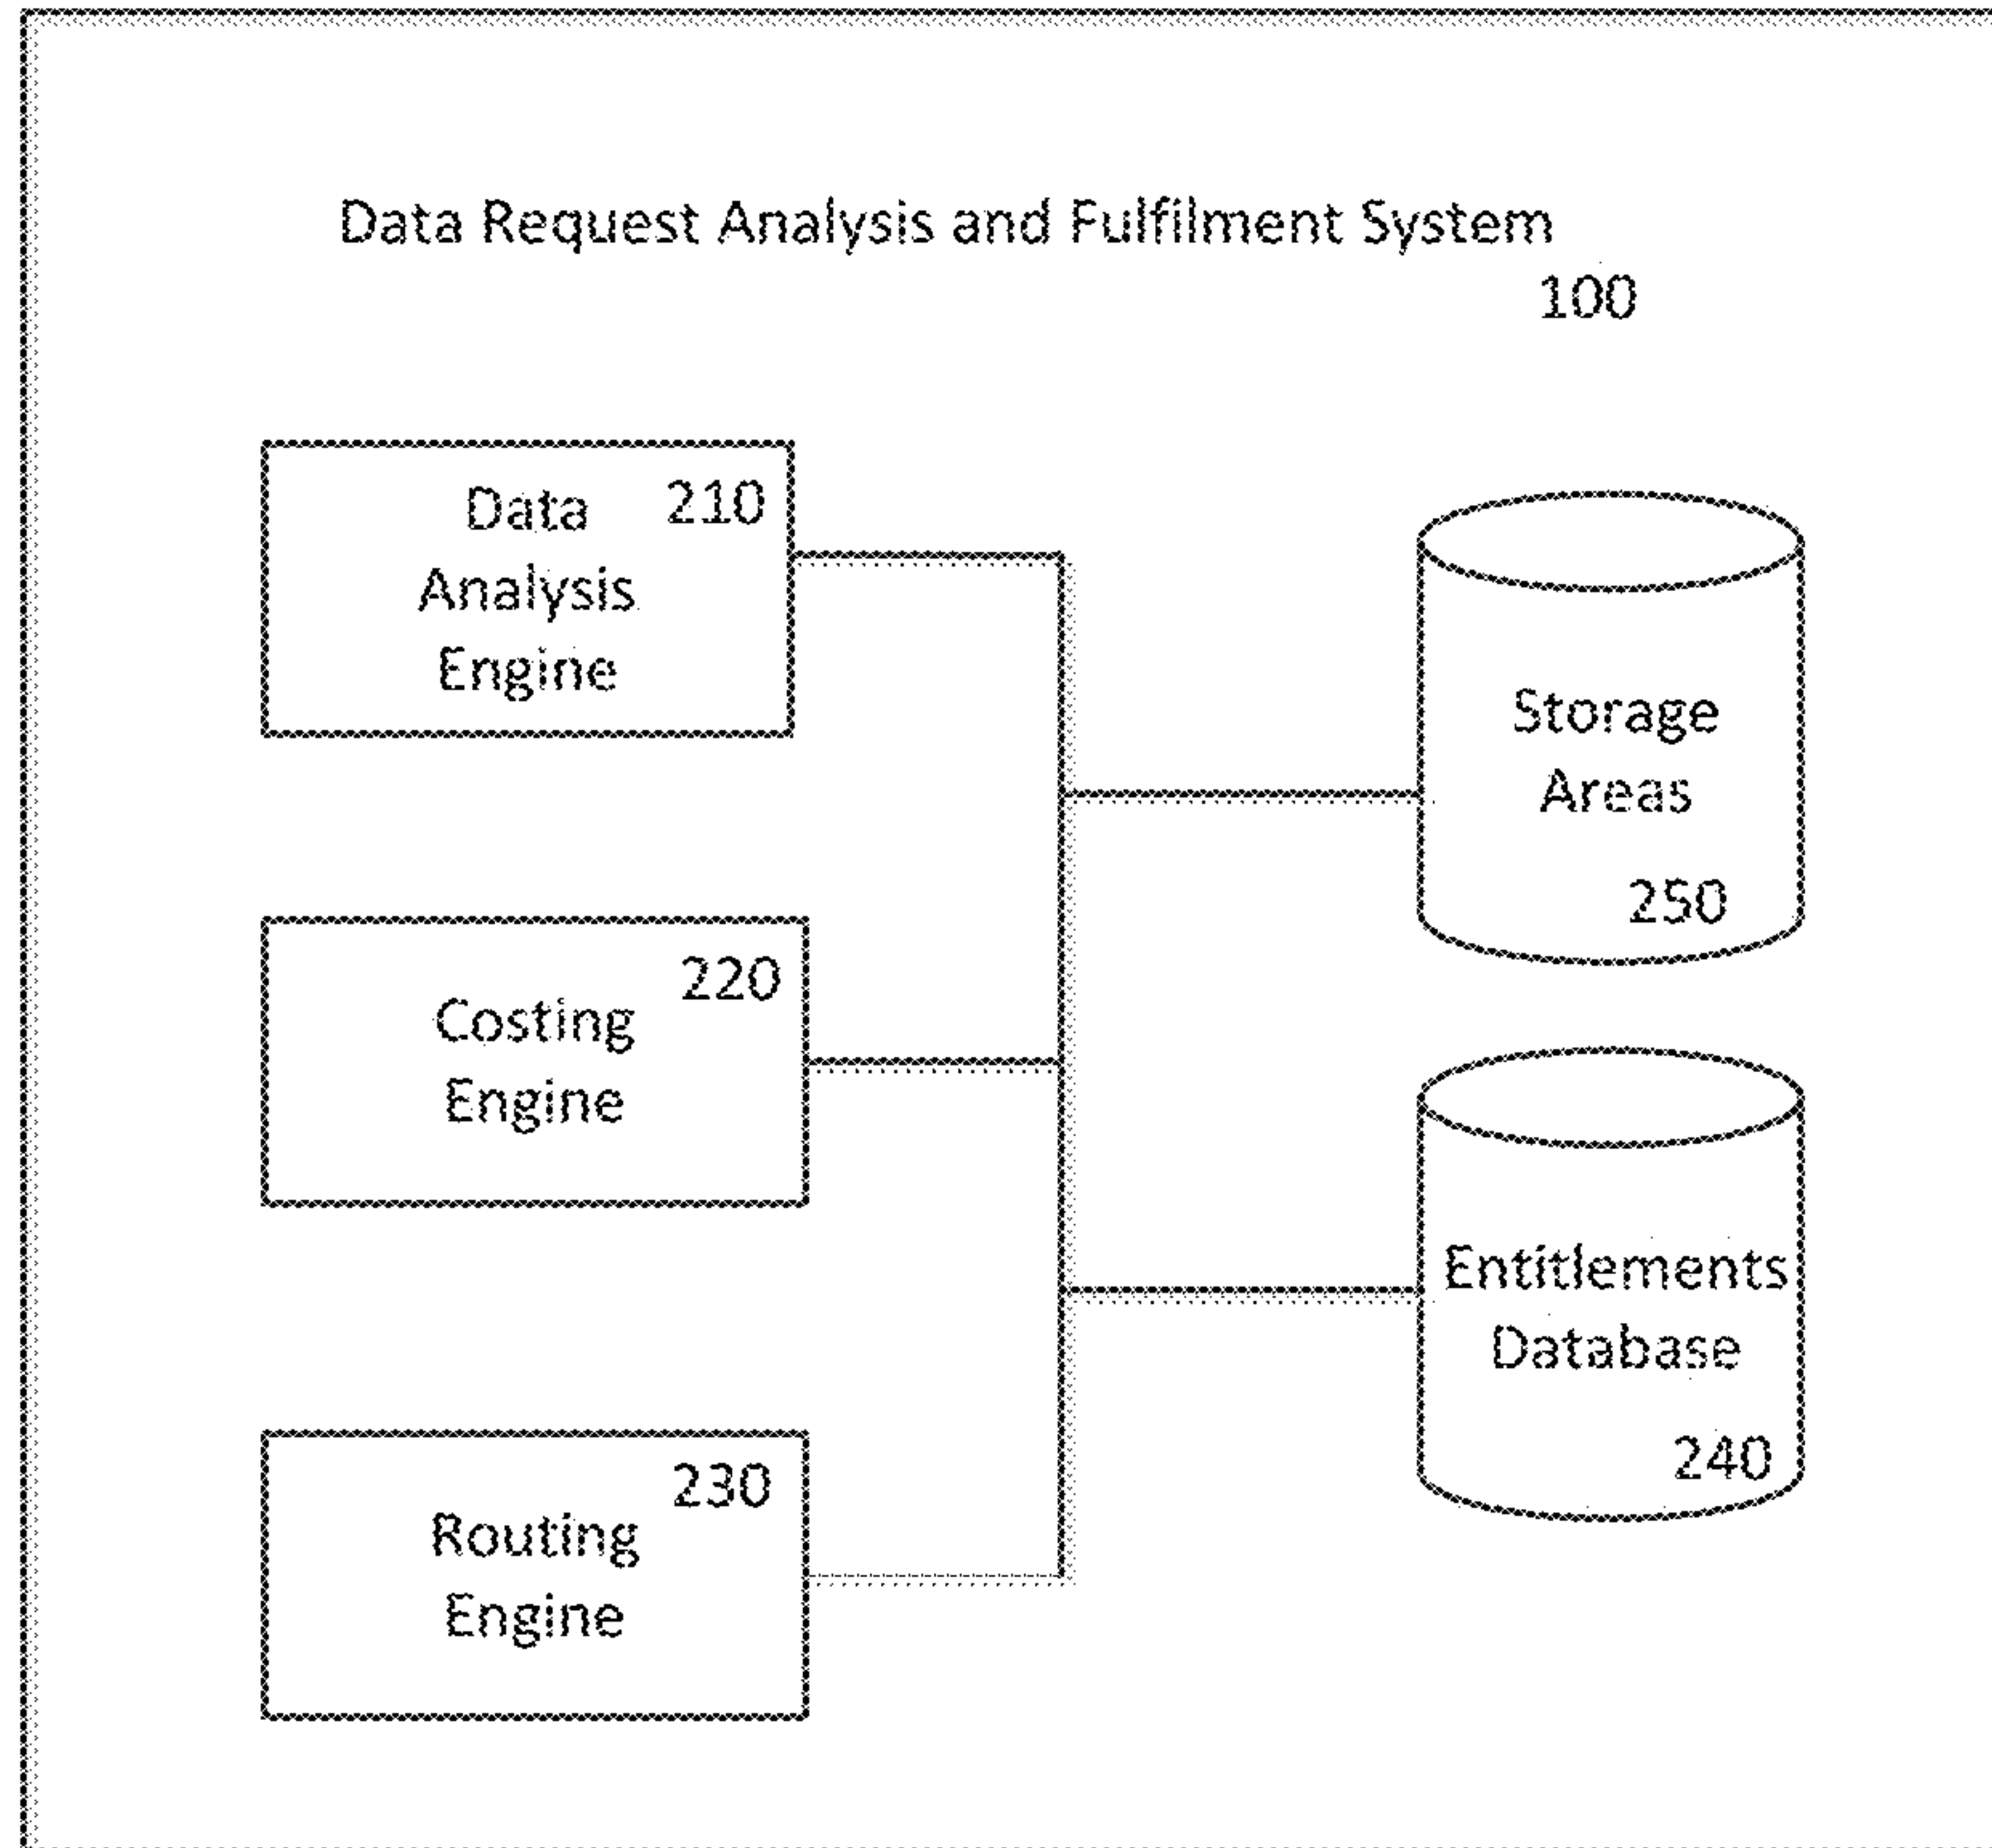 Data Request Analysis and Fulfilment System
100
Data 210
Analysis
Engine
Storage
Areas
250
Costing 220
Engine
Entitlements
Database
240
Routing 230
Engine